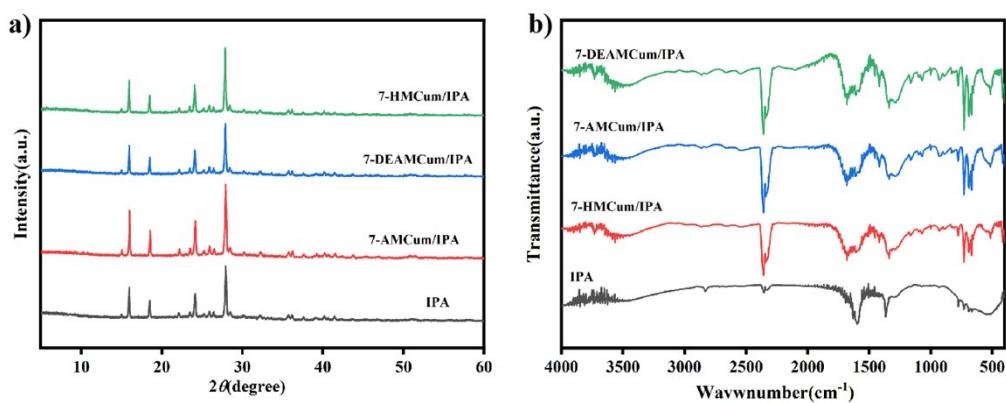 a)
7-HMCum/IPA
7-DEAMCum/IPA
7-AMCum/IPA
IPA
Intensity(a.u.)
10 20 30 40 50 60
2θ(degree)
b)
7-DEAMCum/IPA
7-AMCum/IPA
7-HMCum/IPA
IPA
Transmittance(a.u.)
4000 3500 3000 2500 2000 1500 1000 500
Wavwnumber(cm⁻¹)